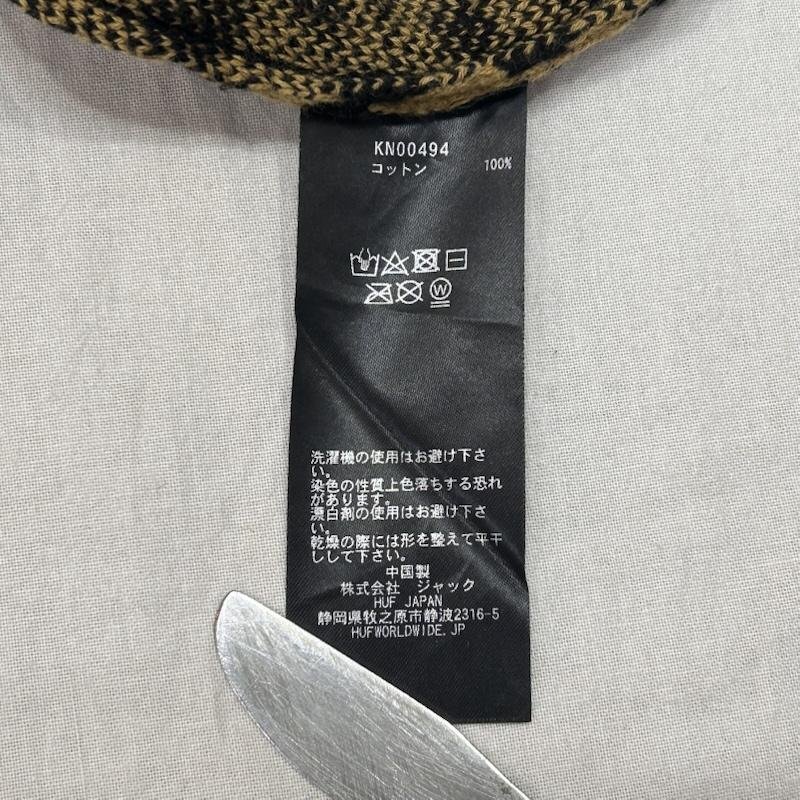 KN00494
コットン 100%
W
洗濯機の使用はお避け下さ
い。
染色の性質上色落ちする恐れ
があります。
漂白剤の使用はお避け下さ
い。
乾燥の際には形を整えて平干
しして下さい。
中国製
株式会社 ジャック
HUF JAPAN
静岡県牧之原市静波2316-5
HUFWORLDWIDE.JP